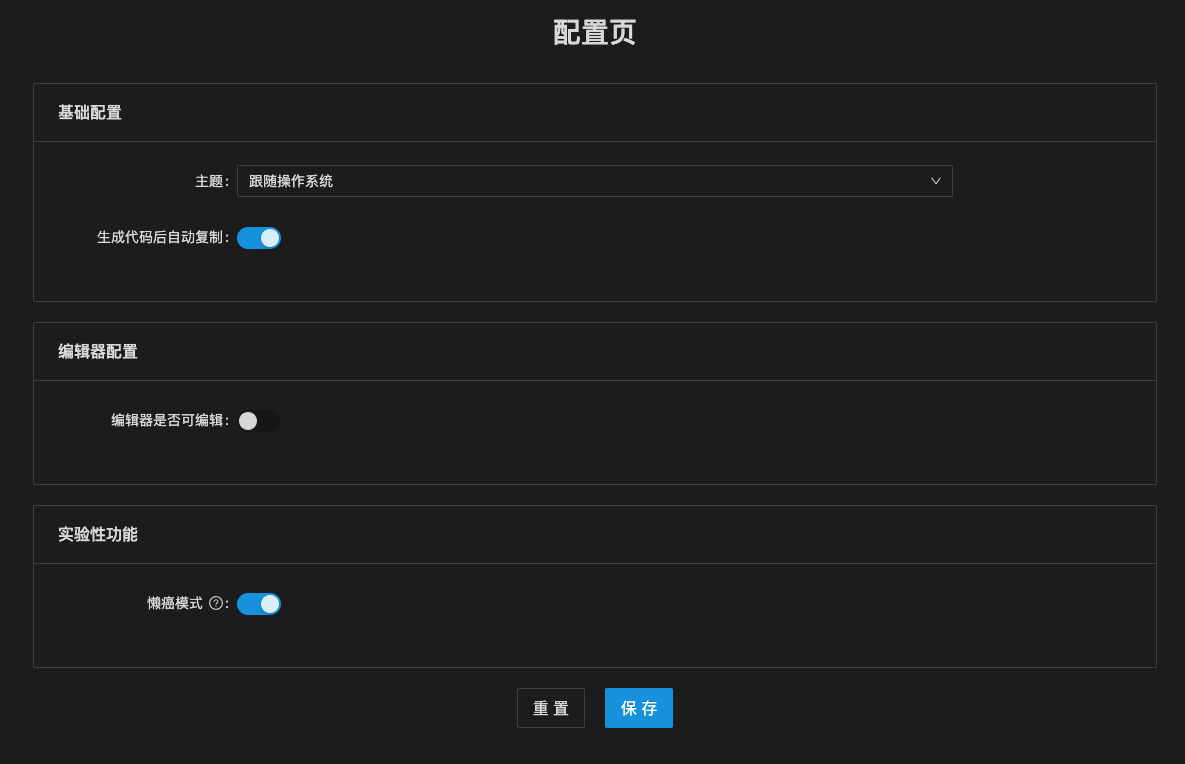 配置页
基础配置
主题: 跟随操作系统
生成代码后自动复制:
编辑器配置
编辑器是否可编辑:
实验性功能
懒癌模式 ?:
重 置 保 存